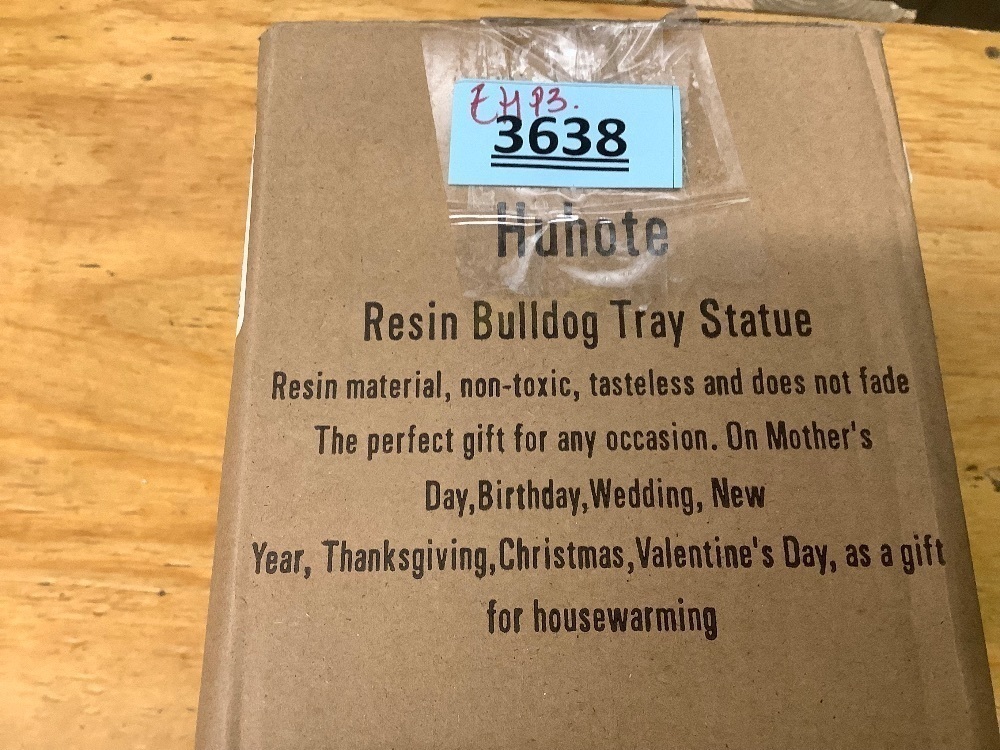 EHP3.
3638
Huhote
Resin Bulldog Tray Statue
Resin material, non-toxic, tasteless and does not fade
The perfect gift for any occasion. On Mother's
Day,Birthday,Wedding, New
Year, Thanksgiving,Christmas,Valentine's Day, as a gift
for housewarming